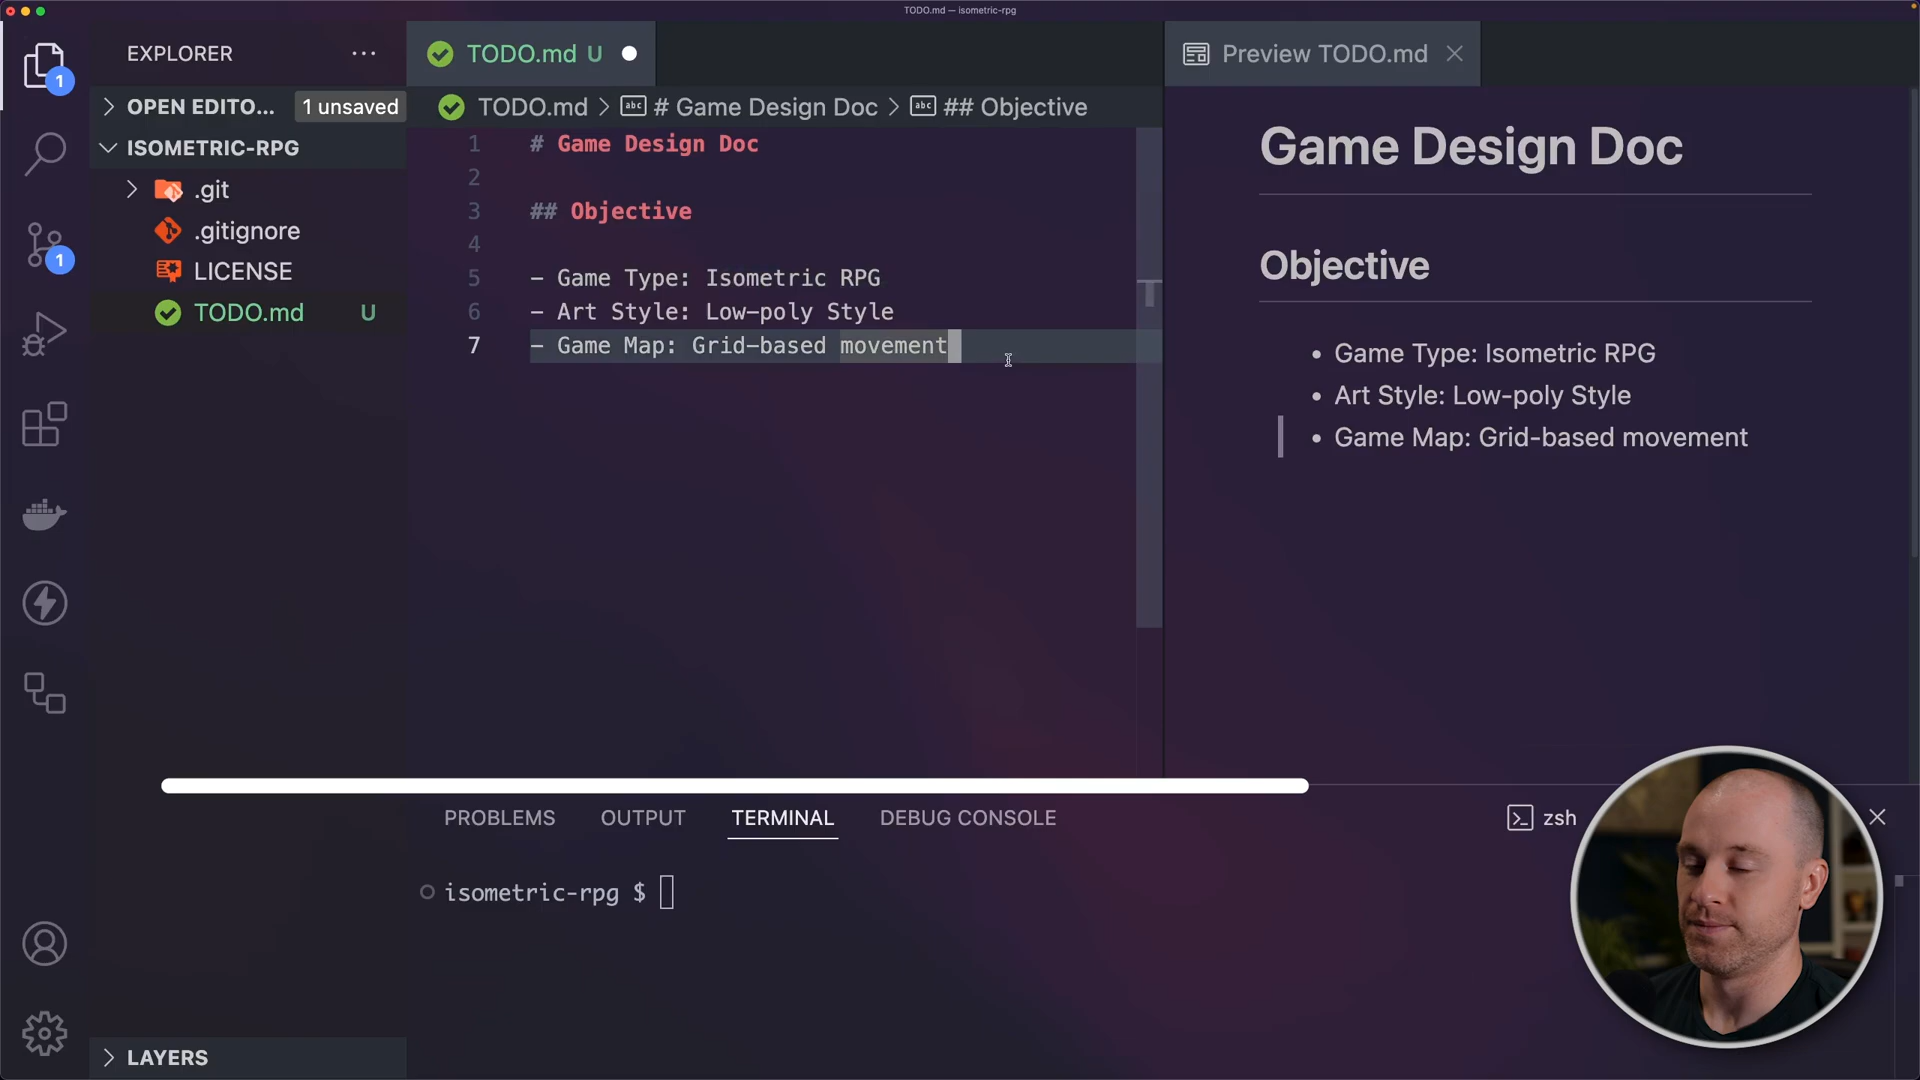 TODO.md — isometric-rpg
EXPLORER
TODO.md U
Preview TODO.md
1
OPEN EDITO... 1 unsaved
TODO.md > # Game Design Doc > ## Objective
ISOMETRIC-RPG
.git
.gitignore
LICENSE
TODO.md U
1
1 # Game Design Doc
2
3 ## Objective
4
5 - Game Type: Isometric RPG
6 - Art Style: Low-poly Style
7 - Game Map: Grid-based movement
Game Design Doc
Objective
• Game Type: Isometric RPG
• Art Style: Low-poly Style
• Game Map: Grid-based movement
PROBLEMS OUTPUT TERMINAL DEBUG CONSOLE
zsh
isometric-rpg $
LAYERS